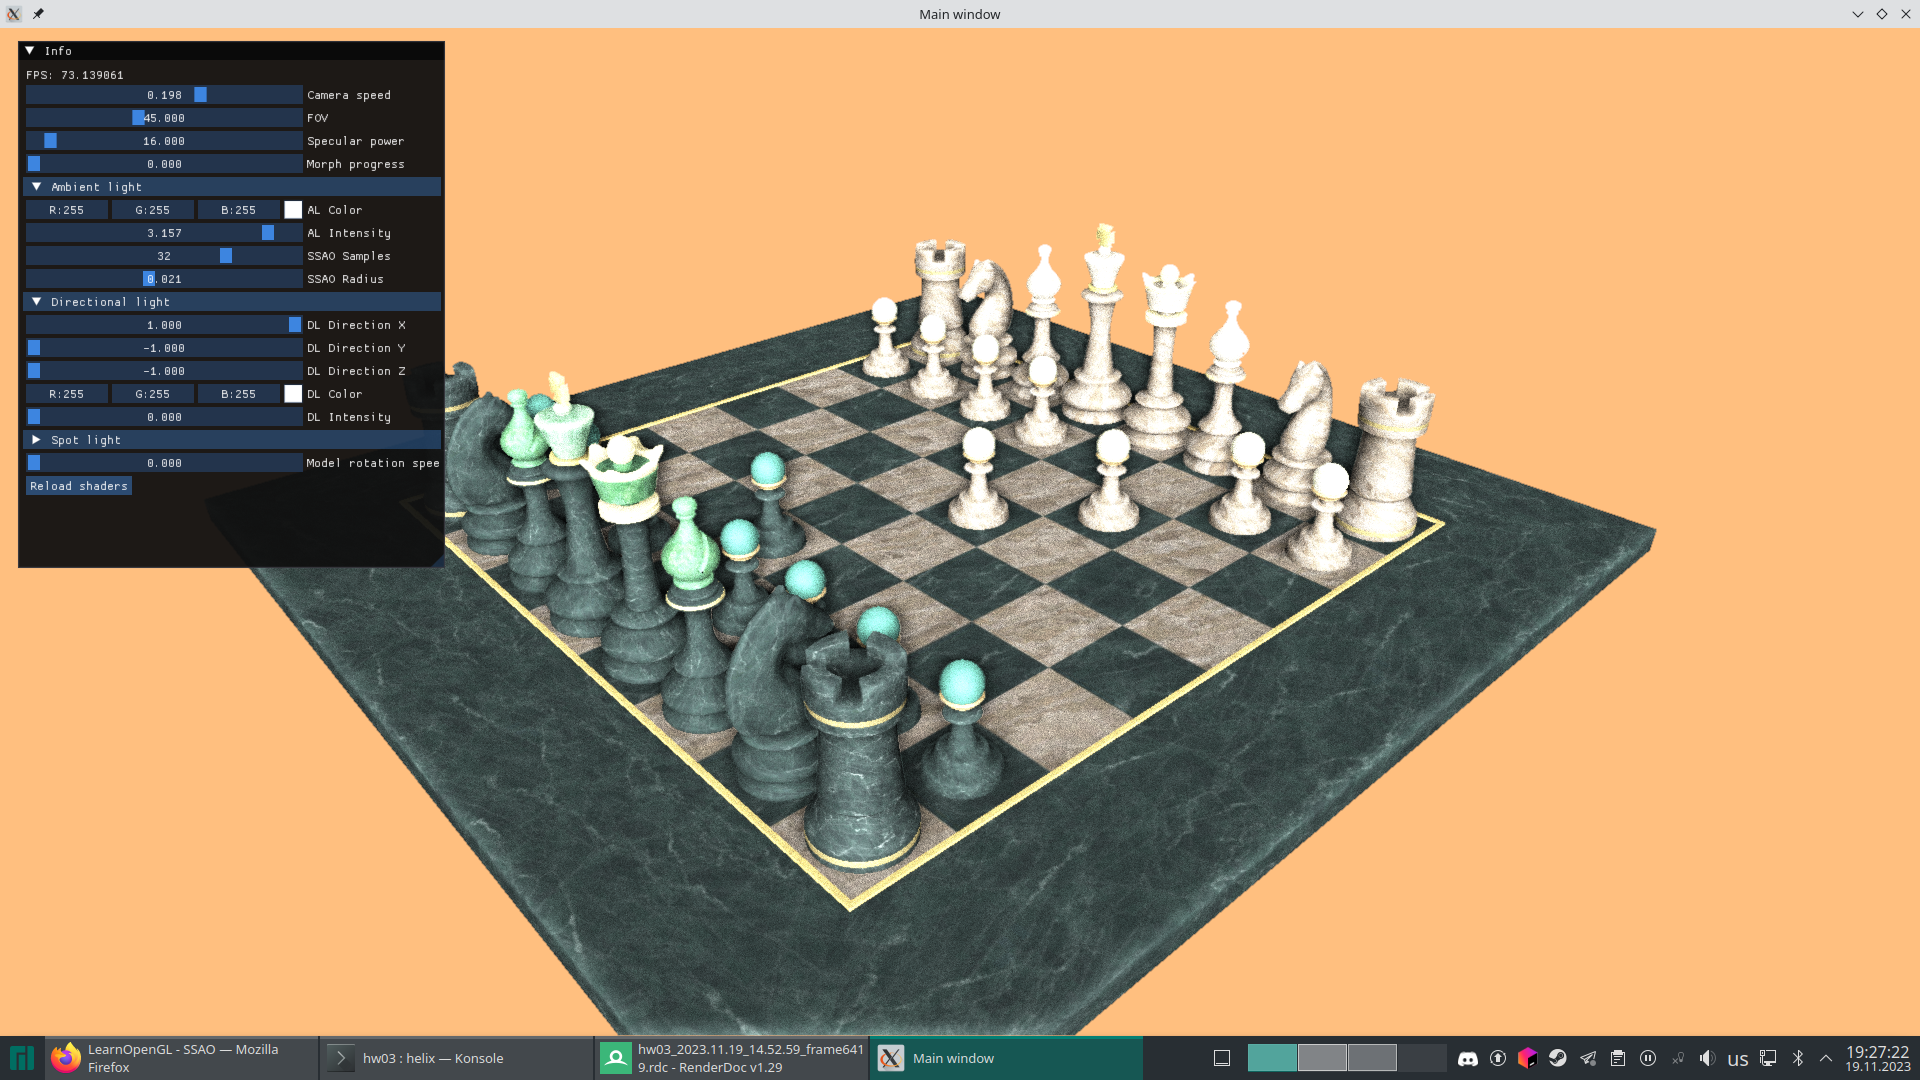 Main window
Info
FPS: 73.139061
0.198 Camera speed
45.000 FOV
16.000 Specular power
0.000 Morph progress
Ambient light
R:255 G:255 B:255 AL Color
3.157 AL Intensity
32 SSAO Samples
0.021 SSAO Radius
Directional light
1.000 DL Direction X
-1.000 DL Direction Y
-1.000 DL Direction Z
R:255 G:255 B:255 DL Color
0.000 DL Intensity
Spot light
0.000 Model rotation spee
Reload shaders
LearnOpenGL - SSAO — Mozilla
Firefox
hw03 : helix — Konsole
hw03_2023.11.19_14.52.59_frame641
9.rdc - RenderDoc v1.29
Main window
us
19:27:22
19.11.2023